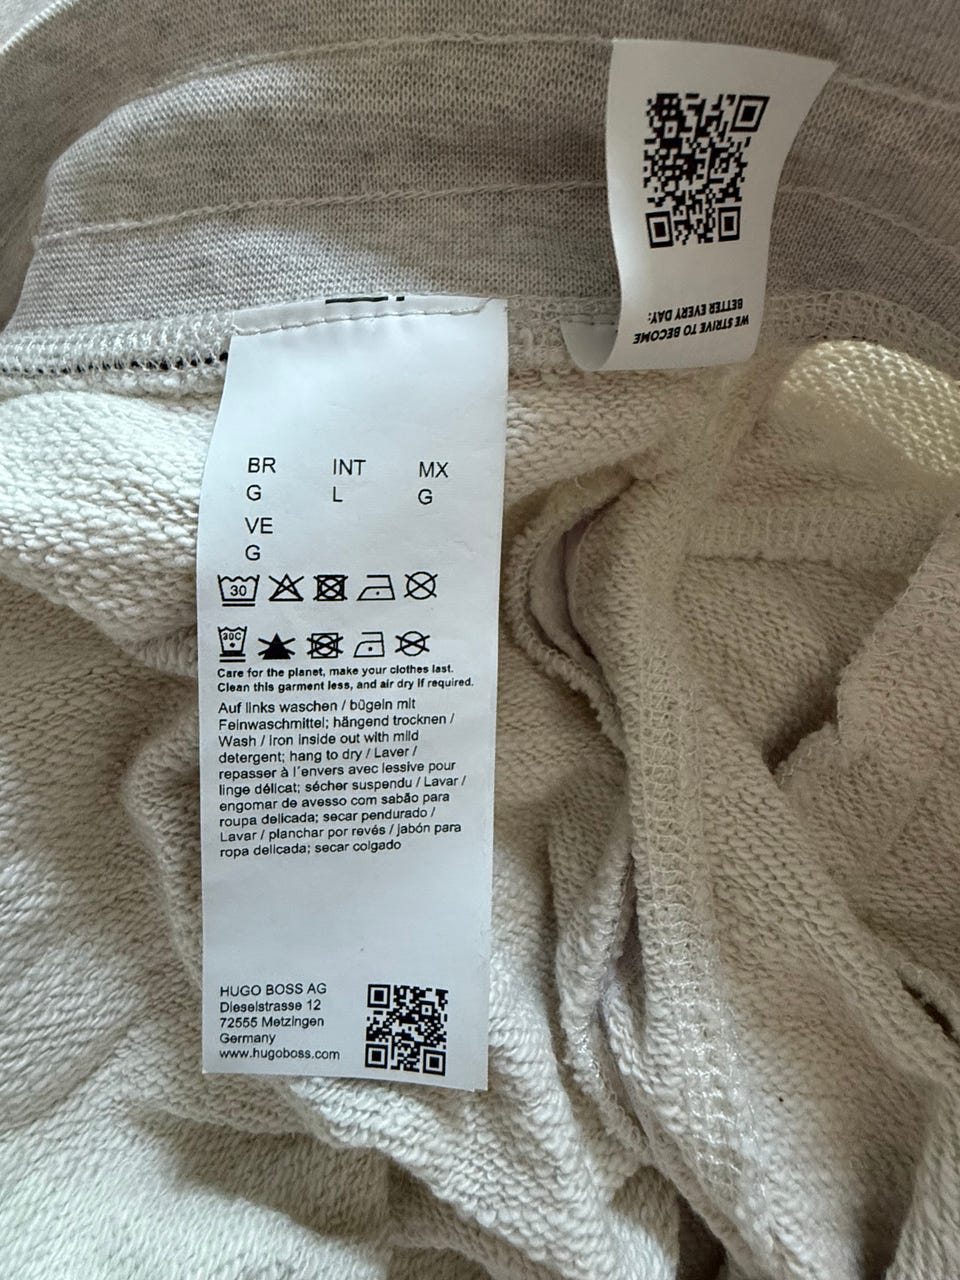 WE STRIVE TO BECOME
BETTER EVERY DAY:
BR INT MX
G L G
VE
G
30
30C
Care for the planet, make your clothes last.
Clean this garment less, and air dry if required.
Auf links waschen / bügeln mit
Feinwaschmittel; hängend trocknen /
Wash / iron inside out with mild
detergent; hang to dry / Laver /
repasser à l´envers avec lessive pour
linge délicat; sécher suspendu / Lavar /
engomar de avesso com sabão para
roupa delicada; secar pendurado /
Lavar / planchar por revés / jabón para
ropa delicada; secar colgado
HUGO BOSS AG
Dieselstrasse 12
72555 Metzingen
Germany
www.hugoboss.com